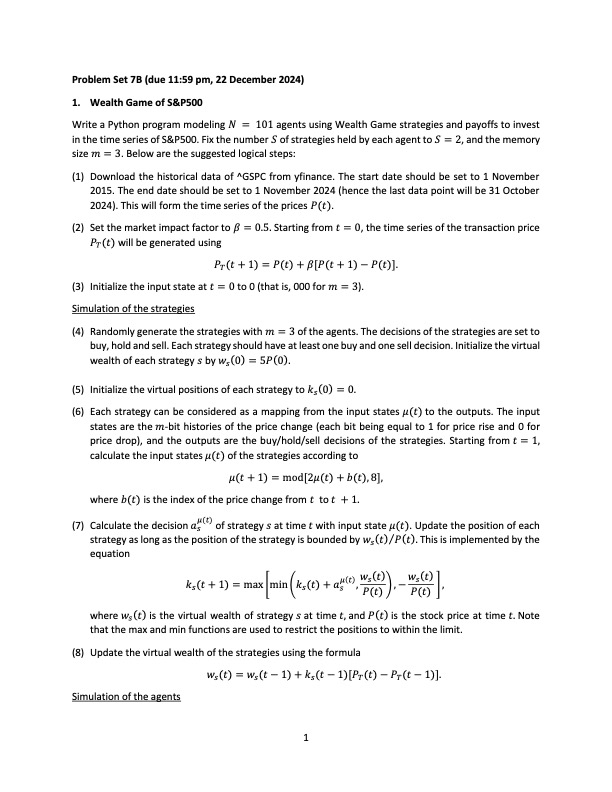 Problem Set 7B (due 11:59 pm, 22 December 2024)
1. Wealth Game of S&P500
Write a Python program modeling N = 101 agents using Wealth Game strategies and payoffs to invest
in the time series of S&P500. Fix the number S of strategies held by each agent to S = 2, and the memory
size m = 3. Below are the suggested logical steps:
(1) Download the historical data of ^GSPC from yfinance. The start date should be set to 1 November
2015. The end date should be set to 1 November 2024 (hence the last data point will be 31 October
2024). This will form the time series of the prices P(t).
(2) Set the market impact factor to β = 0.5. Starting from t = 0, the time series of the transaction price
P_T(t) will be generated using
P_T(t + 1) = P(t) + β[P(t + 1) − P(t)].
(3) Initialize the input state at t = 0 to 0 (that is, 000 for m = 3).
Simulation of the strategies
(4) Randomly generate the strategies with m = 3 of the agents. The decisions of the strategies are set to
buy, hold and sell. Each strategy should have at least one buy and one sell decision. Initialize the virtual
wealth of each strategy s by w_s(0) = 5P(0).
(5) Initialize the virtual positions of each strategy to k_s(0) = 0.
(6) Each strategy can be considered as a mapping from the input states μ(t) to the outputs. The input
states are the m-bit histories of the price change (each bit being equal to 1 for price rise and 0 for
price drop), and the outputs are the buy/hold/sell decisions of the strategies. Starting from t = 1,
calculate the input states μ(t) of the strategies according to
μ(t + 1) = mod[2μ(t) + b(t), 8],
where b(t) is the index of the price change from t to t + 1.
(7) Calculate the decision a_s^{μ(t)} of strategy s at time t with input state μ(t). Update the position of each
strategy as long as the position of the strategy is bounded by w_s(t)/P(t). This is implemented by the
equation
k_s(t + 1) = max [min (k_s(t) + a_s^{μ(t)}, w_s(t)/P(t)), − w_s(t)/P(t)],
where w_s(t) is the virtual wealth of strategy s at time t, and P(t) is the stock price at time t. Note
that the max and min functions are used to restrict the positions to within the limit.
(8) Update the virtual wealth of the strategies using the formula
w_s(t) = w_s(t − 1) + k_s(t − 1)[P_T(t) − P_T(t − 1)].
Simulation of the agents
1